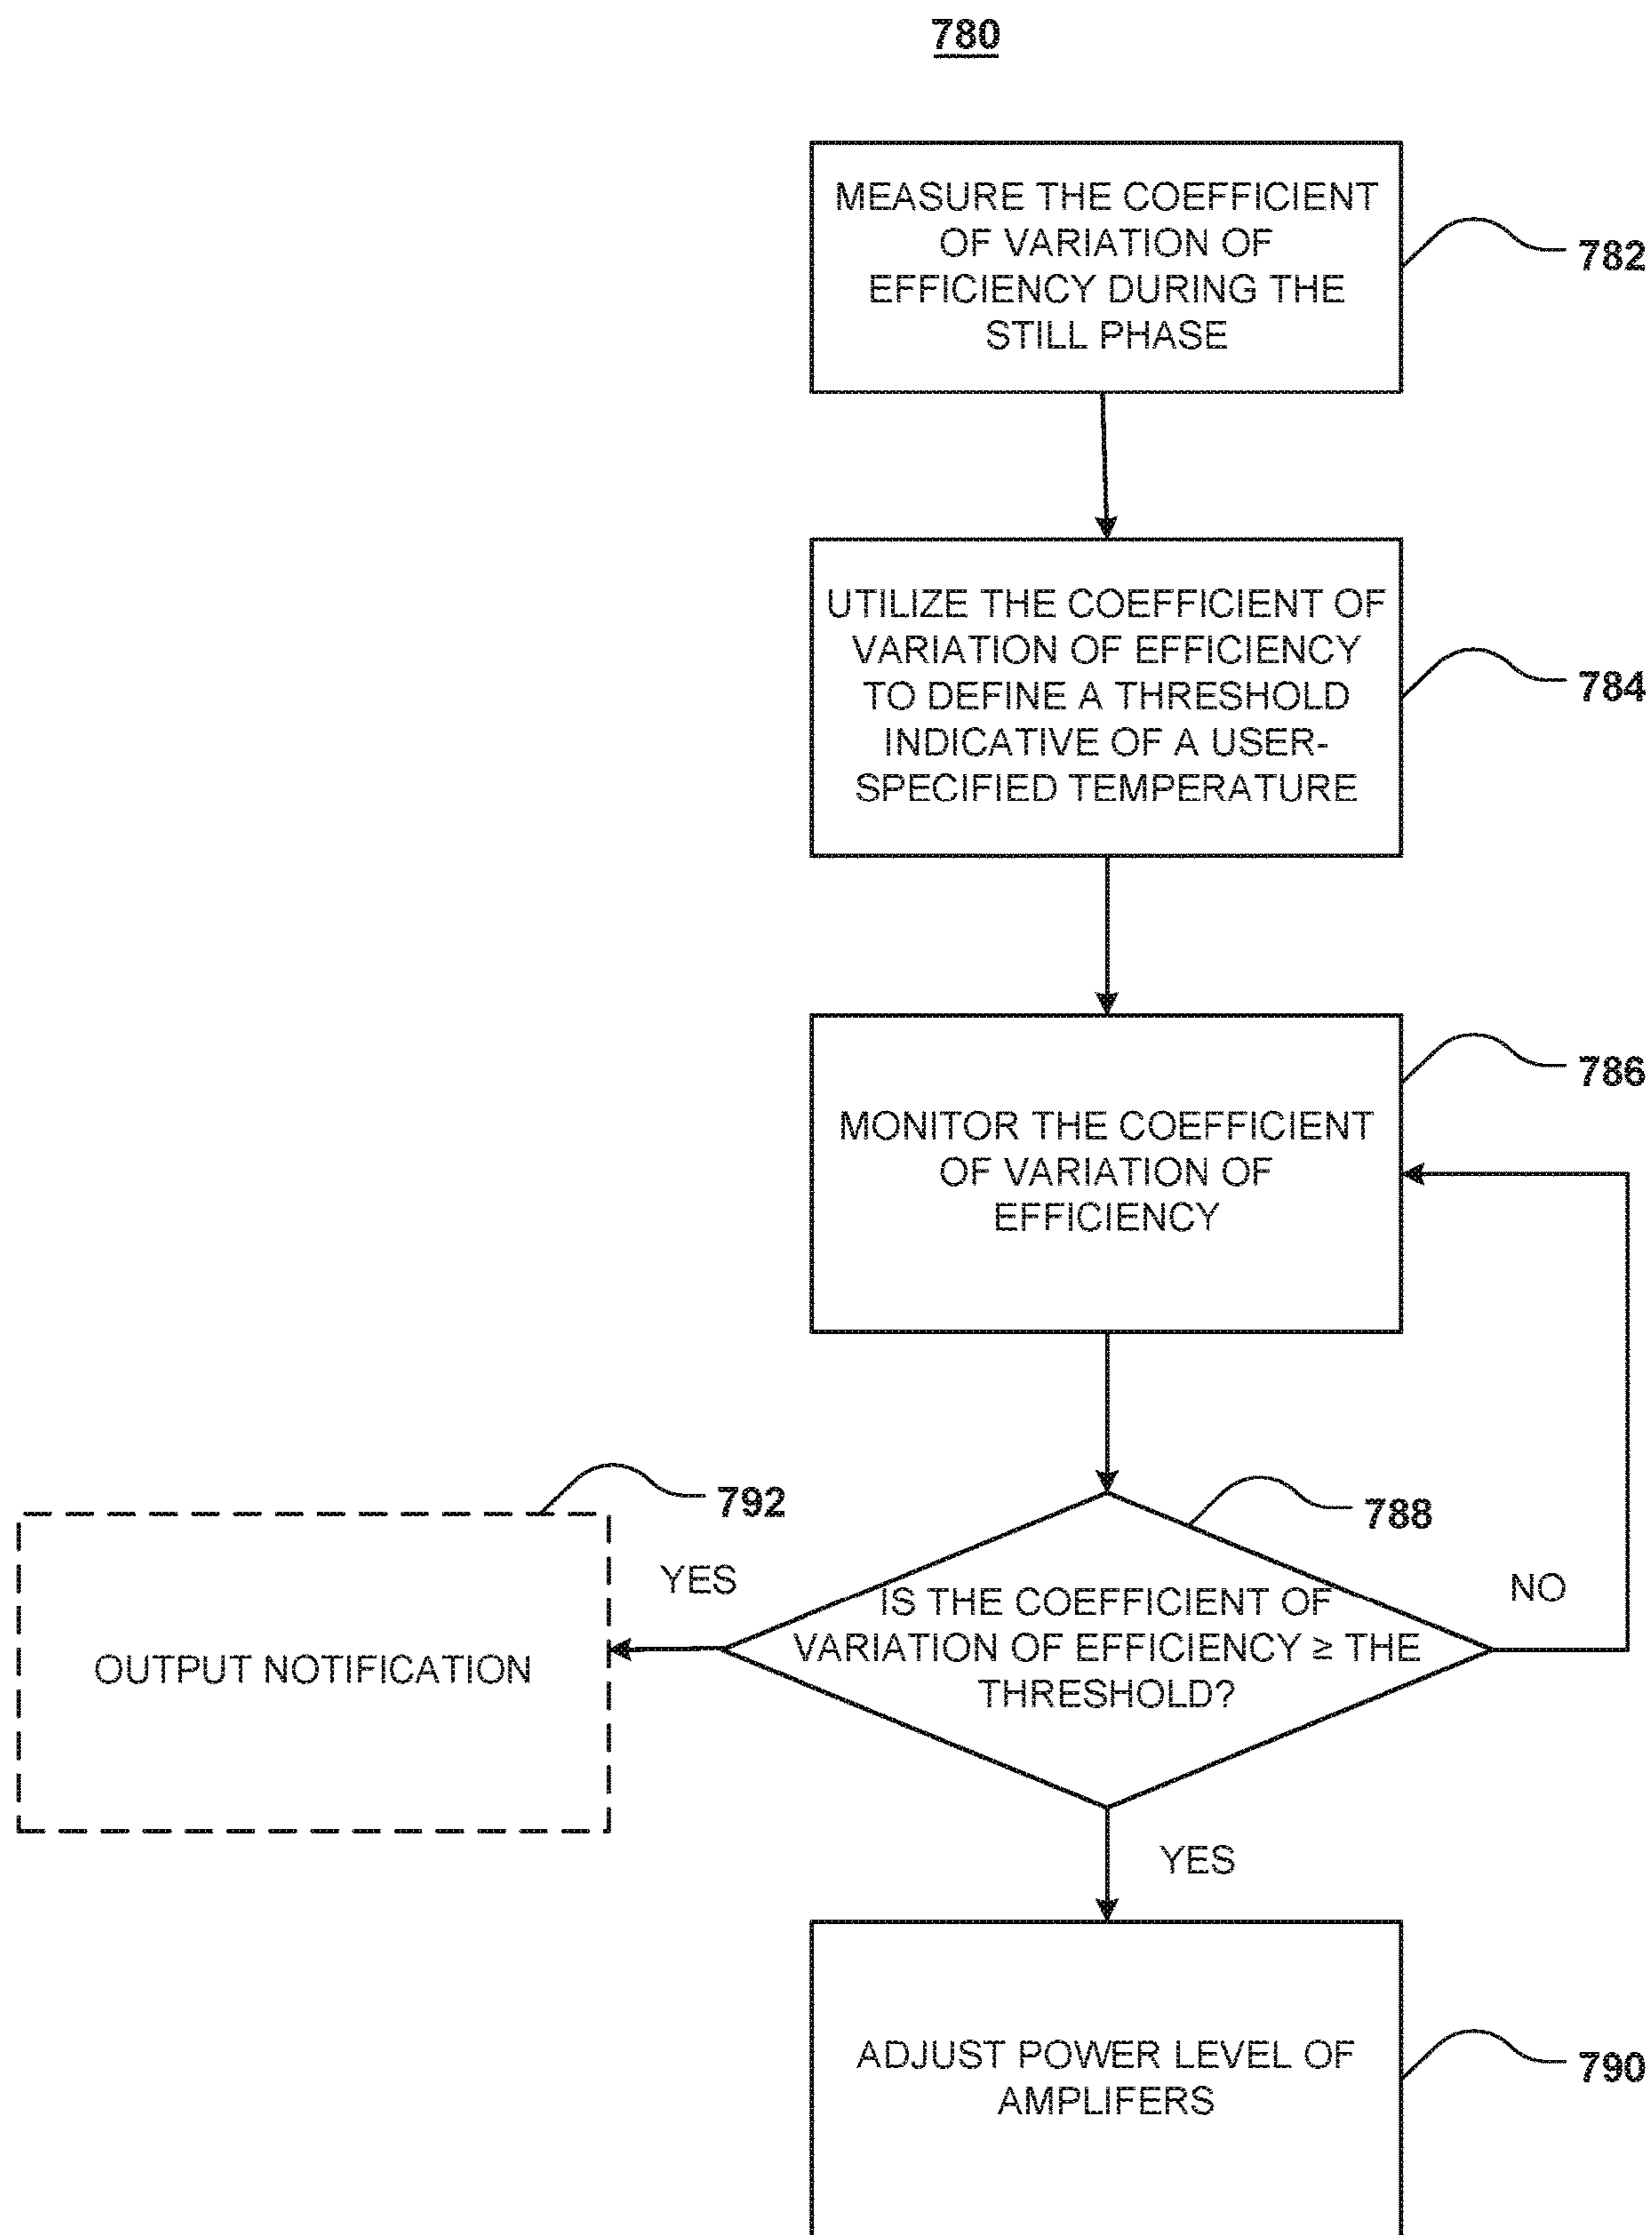 780
MEASURE THE COEFFICIENT
OF VARIATION OF
EFFICIENCY DURING THE
STILL PHASE
782
UTILIZE THE COEFFICIENT OF
VARIATION OF EFFICIENCY
TO DEFINE A THRESHOLD
INDICATIVE OF A USER-
SPECIFIED TEMPERATURE
784
786
MONITOR THE COEFFICIENT
OF VARIATION OF
EFFICIENCY
792
788
YES
NO
IS THE COEFFICIENT OF
VARIATION OF EFFICIENCY ≥ THE
THRESHOLD?
OUTPUT NOTIFICATION
YES
ADJUST POWER LEVEL OF
AMPLIFERS
790